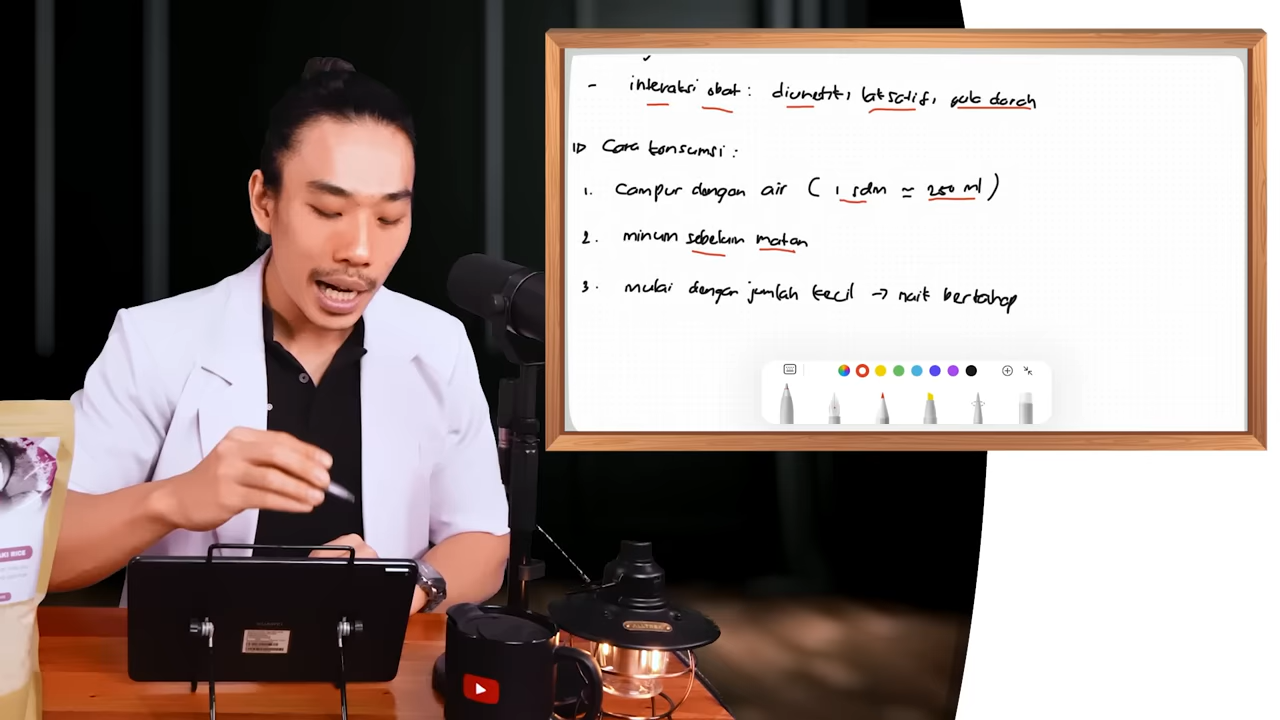 - interaksi obat : diuretik, laksatif, gula darah
1D Cara konsumsi :
1. campur dengan air ( 1 sdm ≈ 250 ml )
2. minum sebelum makan
3. mulai dengan jumlah kecil → naik bertahap